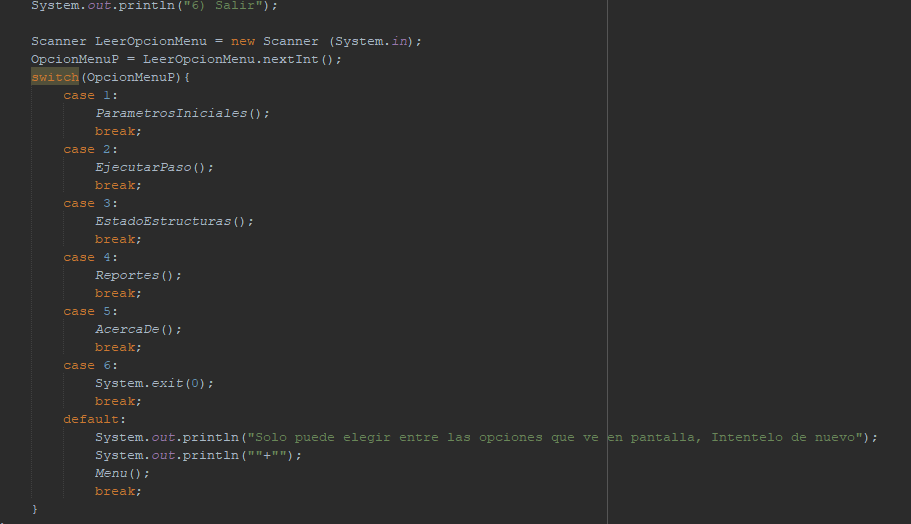 System.out.println("6) Salir");
Scanner LeerOpcionMenu = new Scanner (System.in);
OpcionMenuP = LeerOpcionMenu.nextInt();
switch(OpcionMenuP){
case 1:
ParametrosIniciales();
break;
case 2:
EjecutarPaso();
break;
case 3:
EstadoEstructuras();
break;
case 4:
Reportes();
break;
case 5:
AcercaDe();
break;
case 6:
System.exit(0);
break;
default:
System.out.println("Solo puede elegir entre las opciones que ve en pantalla, Intentelo de nuevo");
System.out.println(""+"");
Menu();
break;
}